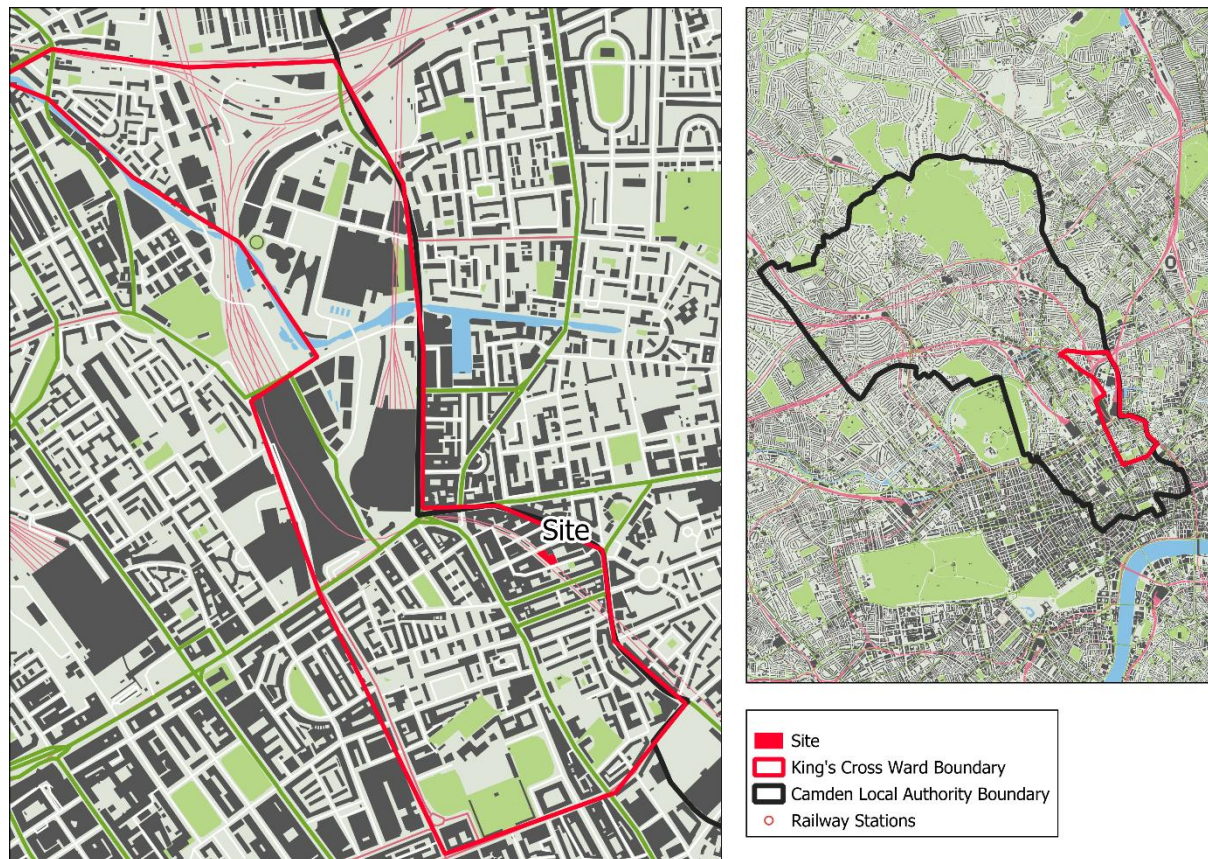 Site
Site
King's Cross Ward Boundary
Camden Local Authority Boundary
Railway Stations